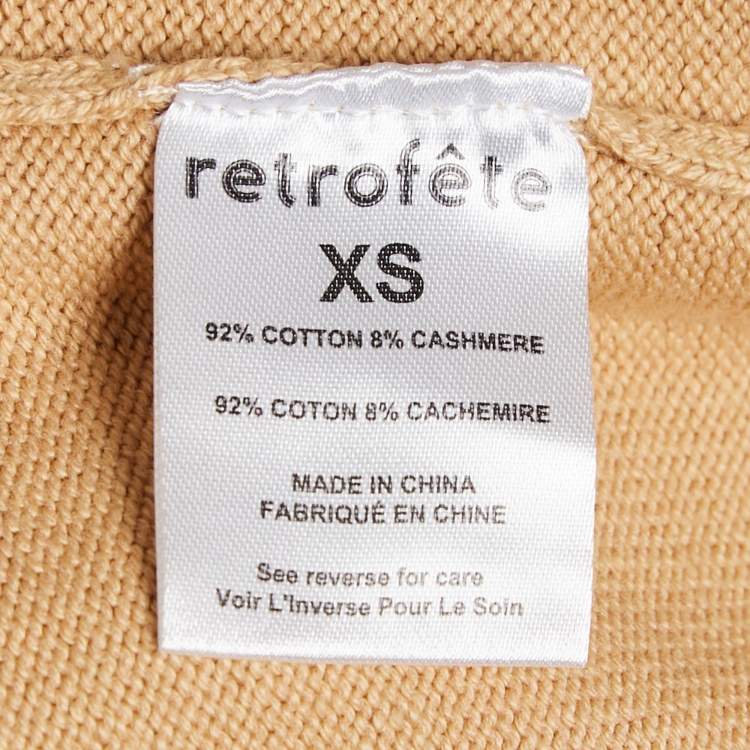 retrofête
XS
92% COTTON 8% CASHMERE
92% COTON 8% CACHEMIRE
MADE IN CHINA
FABRIQUÉ EN CHINE
See reverse for care
Voir L'Inverse Pour Le Soin